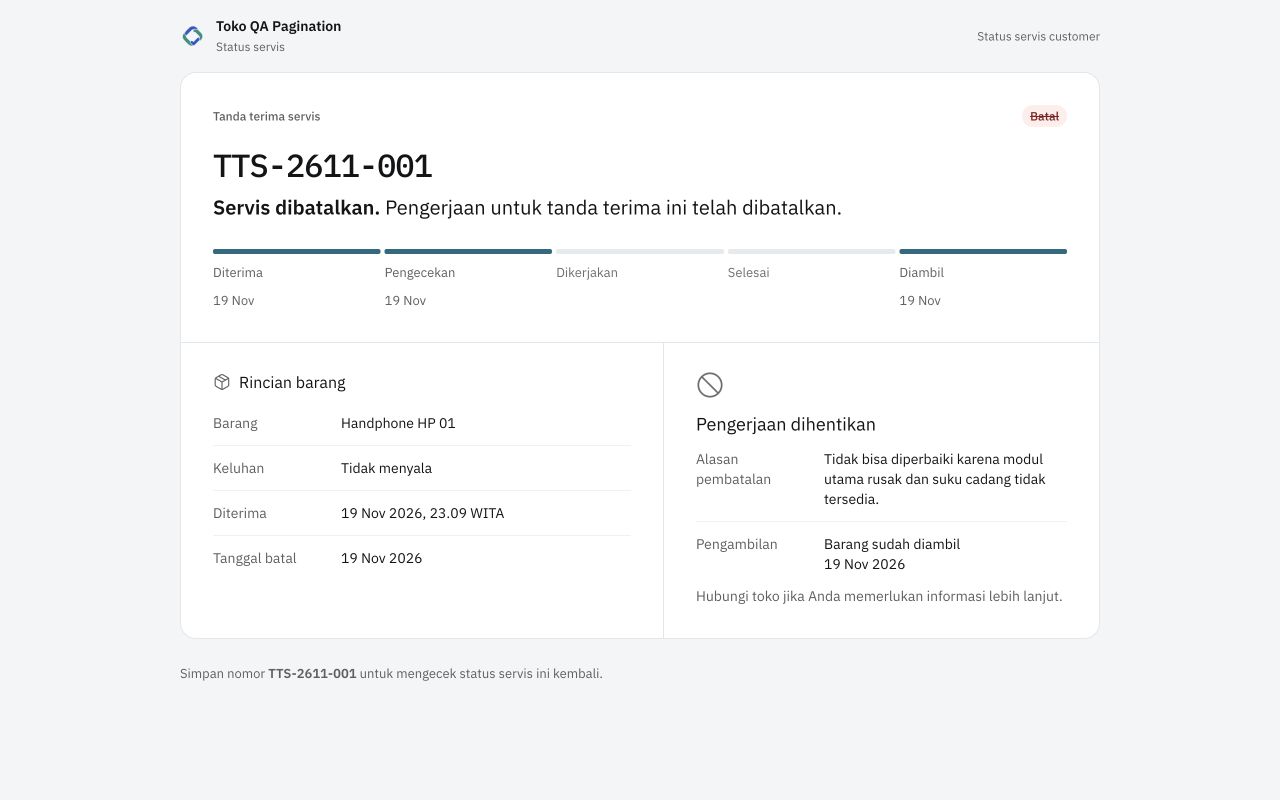 Toko QA Pagination
Status servis
Status servis customer
Tanda terima servis
Batal
TTS-2611-001
Servis dibatalkan. Pengerjaan untuk tanda terima ini telah dibatalkan.
Diterima
19 Nov
Pengecekan
19 Nov
Dikerjakan
Selesai
Diambil
19 Nov
Rincian barang
Barang
Handphone HP 01
Keluhan
Tidak menyala
Diterima
19 Nov 2026, 23.09 WITA
Tanggal batal
19 Nov 2026
Pengerjaan dihentikan
Alasan
pembatalan
Tidak bisa diperbaiki karena modul
utama rusak dan suku cadang tidak
tersedia.
Pengambilan
Barang sudah diambil
19 Nov 2026
Hubungi toko jika Anda memerlukan informasi lebih lanjut.
Simpan nomor TTS-2611-001 untuk mengecek status servis ini kembali.